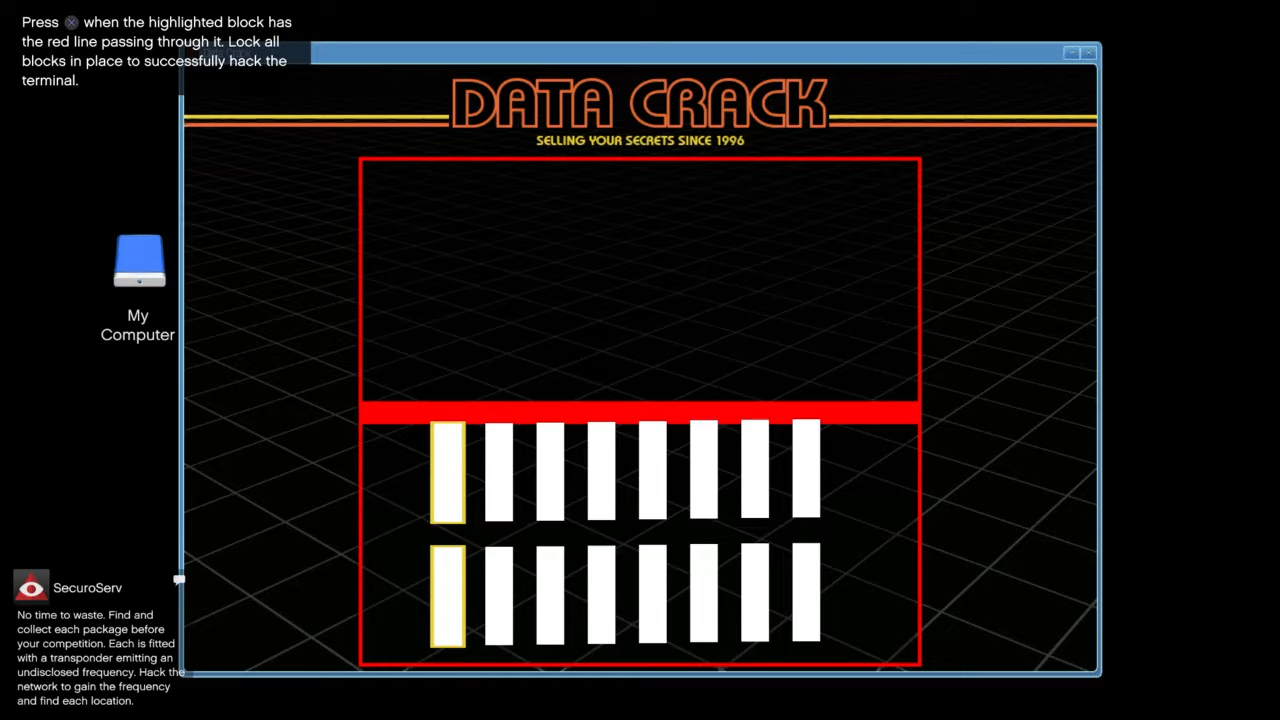 Press ⊗ when the highlighted block has
the red line passing through it. Lock all
blocks in place to successfully hack the
terminal.
DATA CRACK
SELLING YOUR SECRETS SINCE 1996
My
Computer
SecuroServ
No time to waste. Find and
collect each package before
your competition. Each is fitted
with a transponder emitting an
undisclosed frequency. Hack the
network to gain the frequency
and find each location.